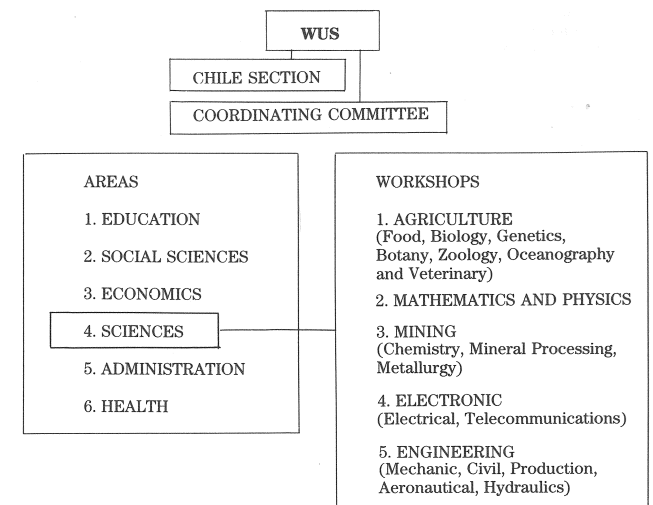 WUS
CHILE SECTION
COORDINATING COMMITTEE
AREAS
1. EDUCATION
2. SOCIAL SCIENCES
3. ECONOMICS
4. SCIENCES
5. ADMINISTRATION
6. HEALTH
WORKSHOPS
1. AGRICULTURE
(Food, Biology, Genetics,
Botany, Zoology, Oceanography
and Veterinary)
2. MATHEMATICS AND PHYSICS
3. MINING
(Chemistry, Mineral Processing,
Metallurgy)
4. ELECTRONIC
(Electrical, Telecommunications)
5. ENGINEERING
(Mechanic, Civil, Production,
Aeronautical, Hydraulics)